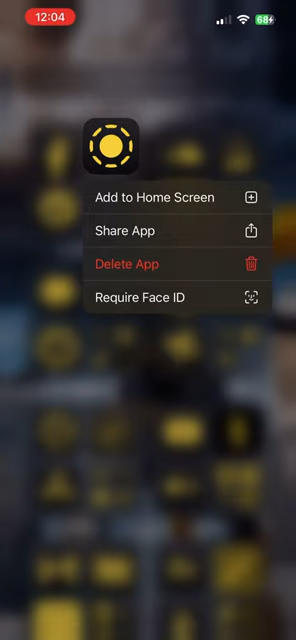 12:04
68
Add to Home Screen
Share App
Delete App
Require Face ID